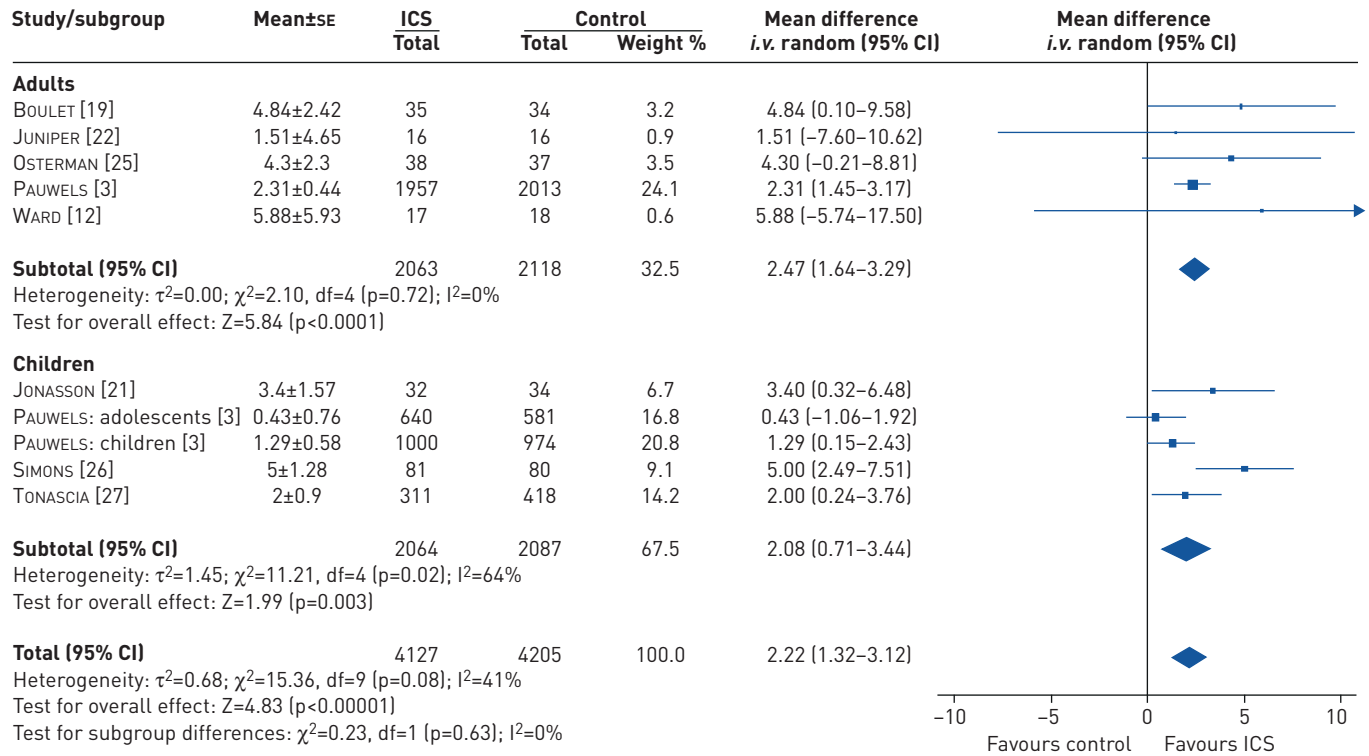 Study/subgroup Mean±SE ICS Control Mean difference Mean difference
Total Total Weight % i.v. random (95% CI) i.v. random (95% CI)
Adults
BOULET [19] 4.84±2.42 35 34 3.2 4.84 (0.10–9.58)
JUNIPER [22] 1.51±4.65 16 16 0.9 1.51 (−7.60–10.62)
OSTERMAN [25] 4.3±2.3 38 37 3.5 4.30 (−0.21–8.81)
PAUWELS [3] 2.31±0.44 1957 2013 24.1 2.31 (1.45–3.17)
WARD [12] 5.88±5.93 17 18 0.6 5.88 (−5.74–17.50)
Subtotal (95% CI) 2063 2118 32.5 2.47 (1.64–3.29)
Heterogeneity: τ²=0.00; χ²=2.10, df=4 (p=0.72); I²=0%
Test for overall effect: Z=5.84 (p<0.0001)
Children
JONASSON [21] 3.4±1.57 32 34 6.7 3.40 (0.32–6.48)
PAUWELS: adolescents [3] 0.43±0.76 640 581 16.8 0.43 (−1.06–1.92)
PAUWELS: children [3] 1.29±0.58 1000 974 20.8 1.29 (0.15–2.43)
SIMONS [26] 5±1.28 81 80 9.1 5.00 (2.49–7.51)
TONASCIA [27] 2±0.9 311 418 14.2 2.00 (0.24–3.76)
Subtotal (95% CI) 2064 2087 67.5 2.08 (0.71–3.44)
Heterogeneity: τ²=1.45; χ²=11.21, df=4 (p=0.02); I²=64%
Test for overall effect: Z=1.99 (p=0.003)
Total (95% CI) 4127 4205 100.0 2.22 (1.32–3.12)
Heterogeneity: τ²=0.68; χ²=15.36, df=9 (p=0.08); I²=41%
Test for overall effect: Z=4.83 (p<0.00001)
Test for subgroup differences: χ²=0.23, df=1 (p=0.63); I²=0%
−10 −5 0 5 10
Favours control Favours ICS